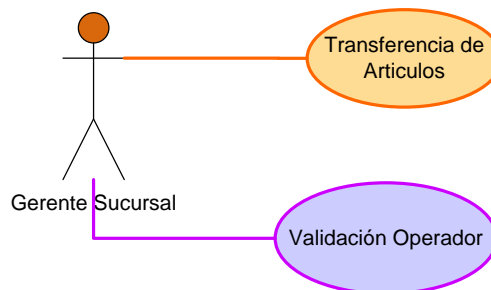 Transferencia de
Articulos
Gerente Sucursal
Validación Operador